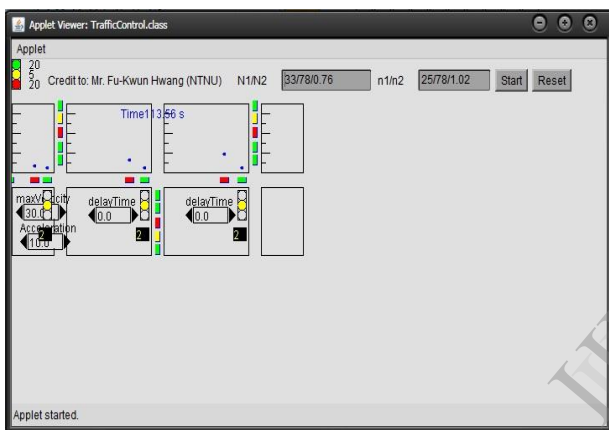 Applet Viewer: TrafficControl.class
Applet
20
5
20
Credit to: Mr. Fu-Kwun Hwang (NTNU) N1/N2 33/78/0.76 n1/n2 25/78/1.02 Start Reset
Time113.56 s
maxVelocity
30.0
Acceleration
10.0
2
delayTime
0.0
2
delayTime
0.0
2
Applet started.